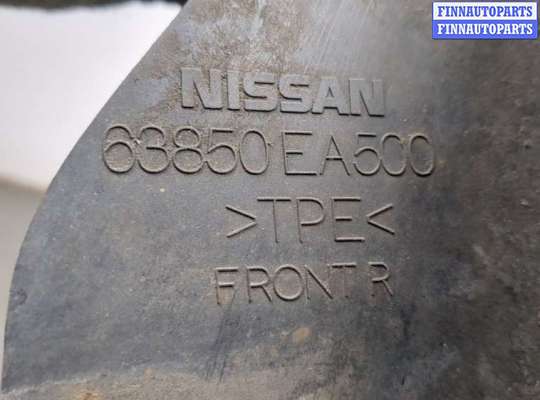 FINNAUTOPARTS
FINNAUTOPARTS
NISSAN
63850 EA500
>TPE<
FRONT R